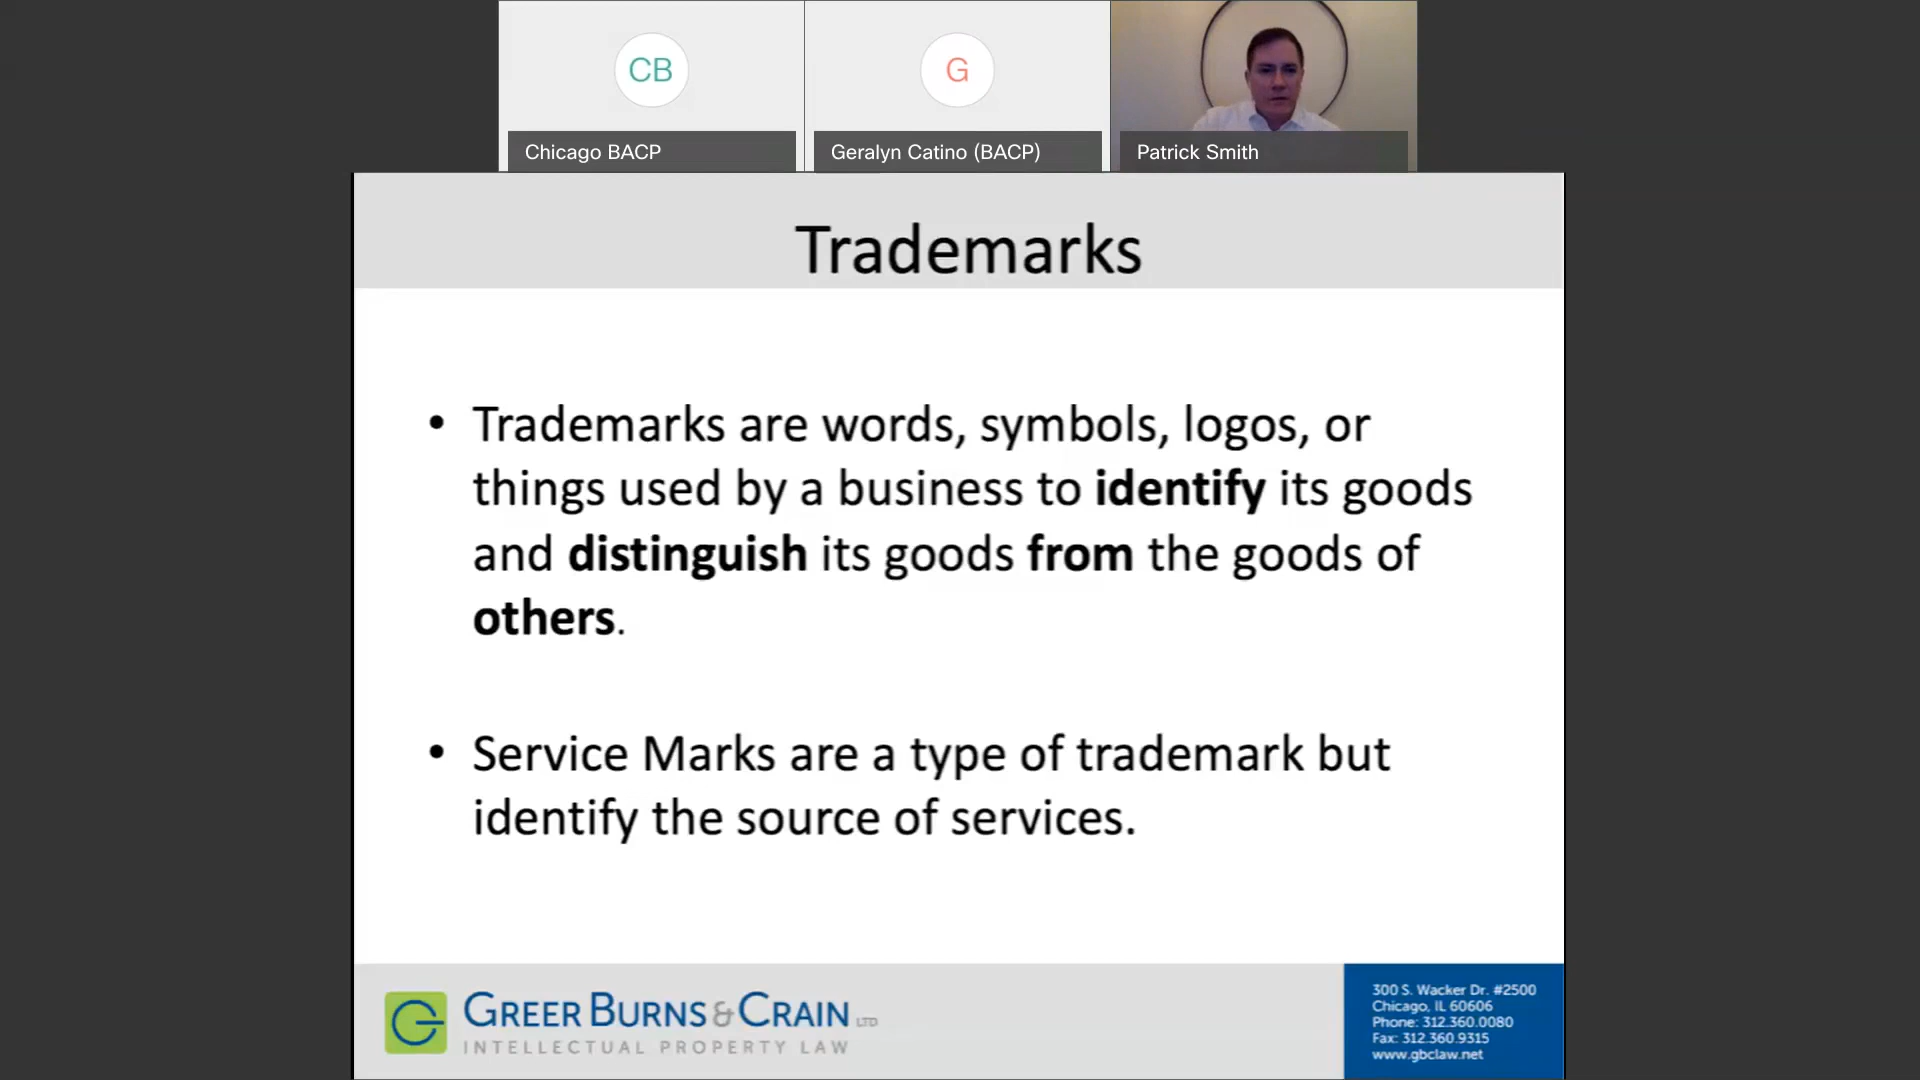 CB
G
Chicago BACP
Geralyn Catino (BACP)
Patrick Smith
Trademarks
• Trademarks are words, symbols, logos, or
things used by a business to identify its goods
and distinguish its goods from the goods of
others.
• Service Marks are a type of trademark but
identify the source of services.
G
GREER BURNS & CRAIN LTD
INTELLECTUAL PROPERTY LAW
300 S. Wacker Dr. #2500
Chicago, IL 60606
Phone: 312.360.0080
Fax: 312.360.9315
www.gbclaw.net